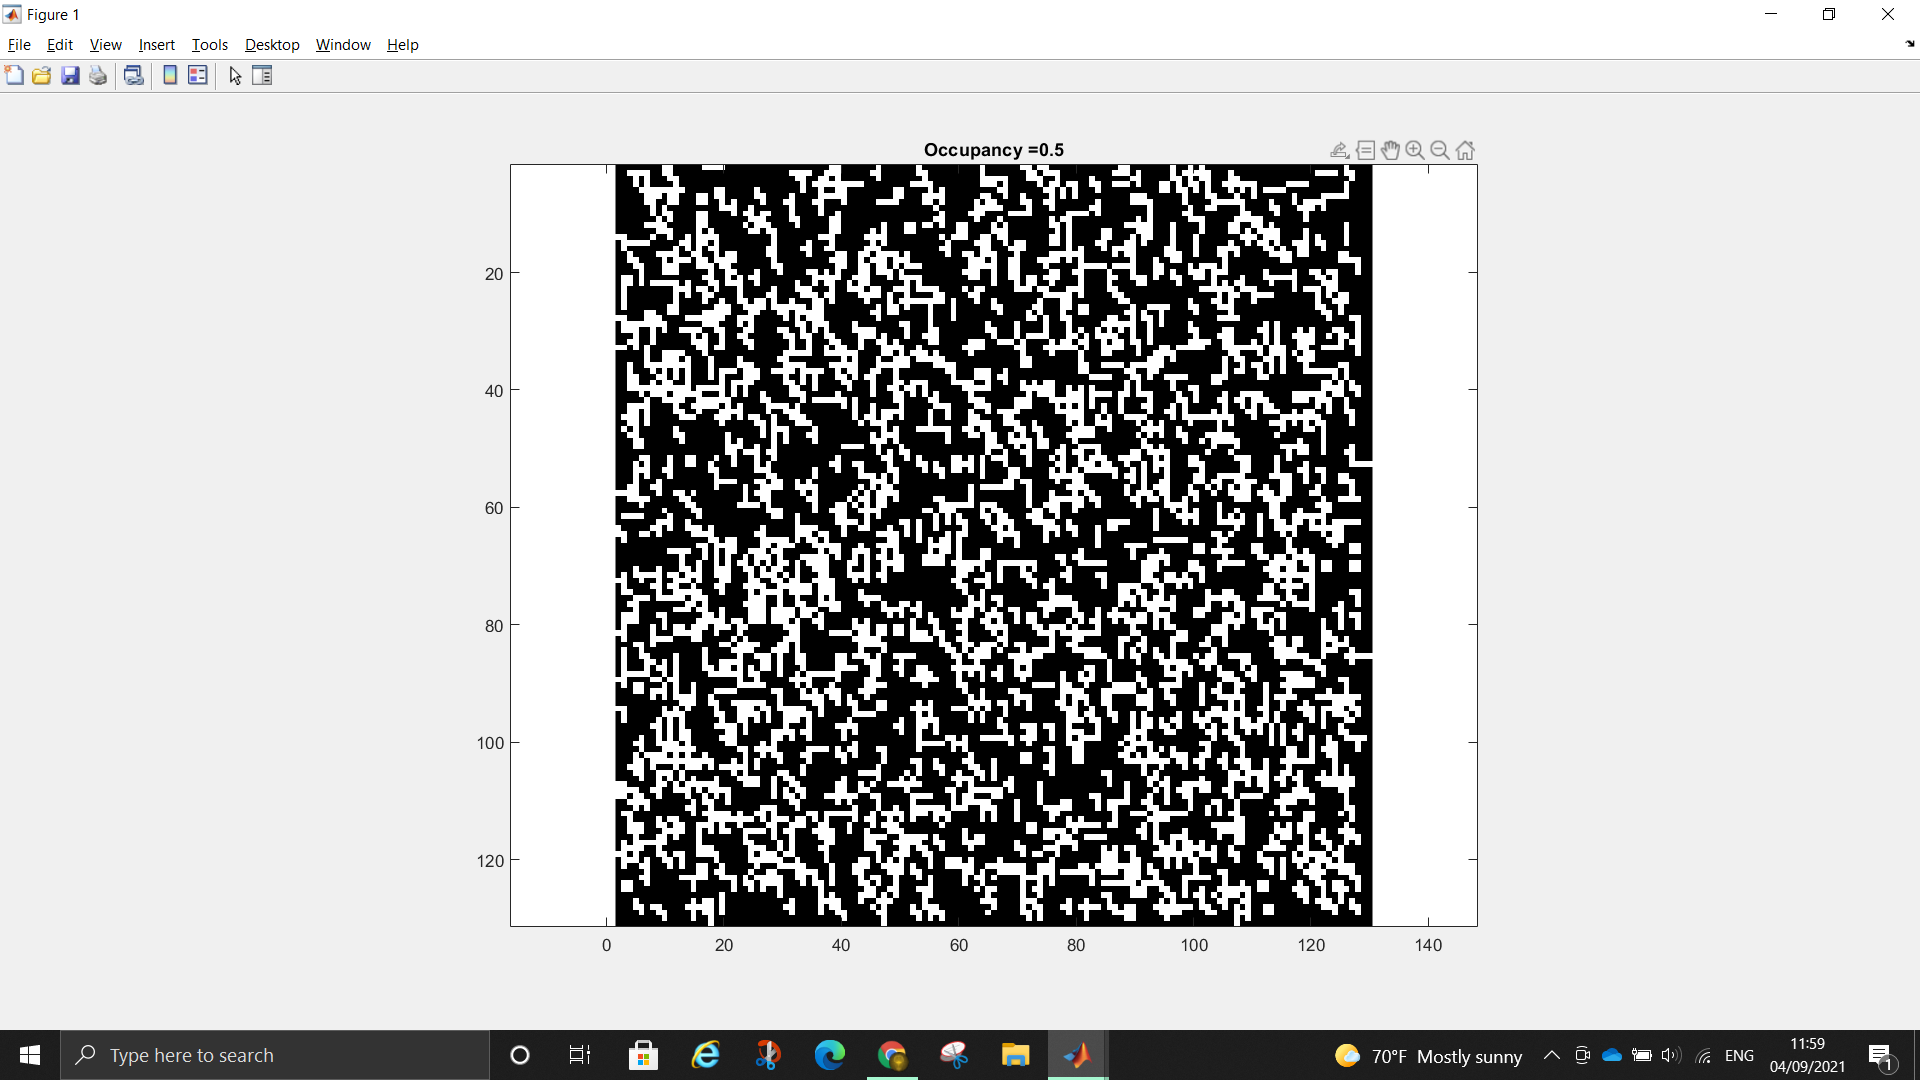 Figure 1
File Edit View Insert Tools Desktop Window Help
Occupancy =0.5
20
40
60
80
100
120
0 20 40 60 80 100 120 140
Type here to search
70°F Mostly sunny
ENG
11:59
04/09/2021
1